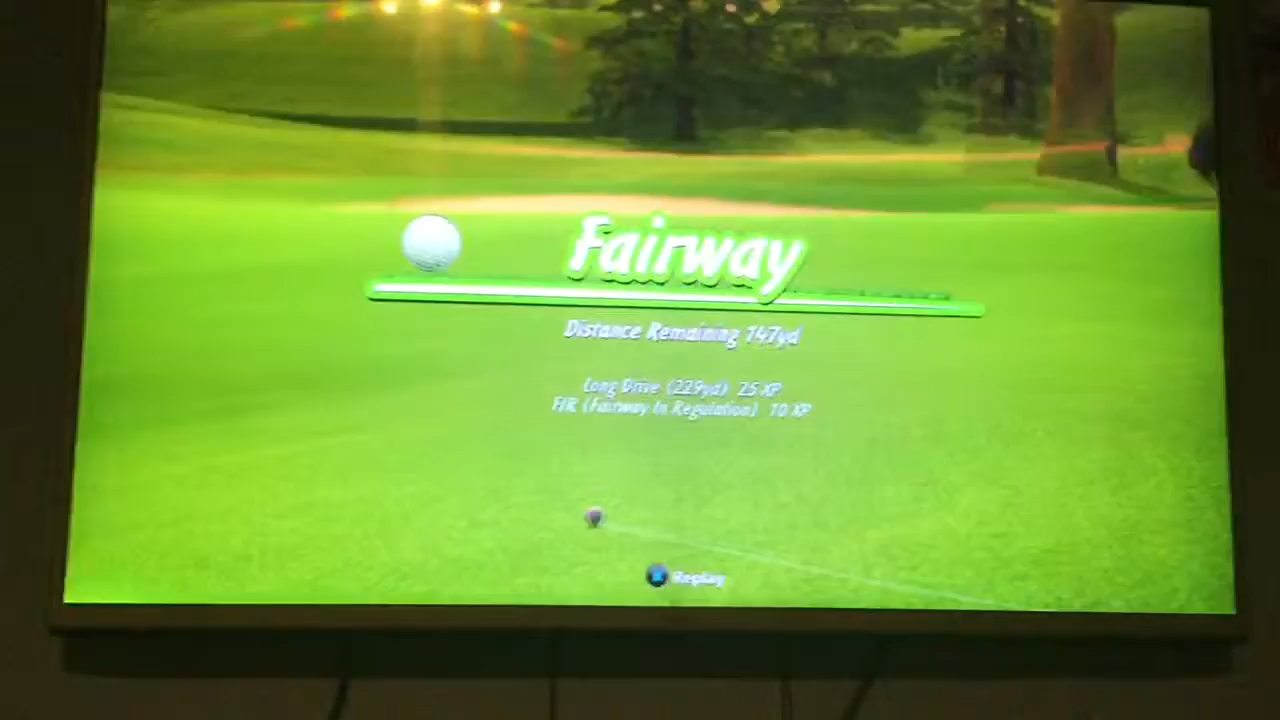 Fairway
Distance Remaining 147yd
Long Drive (229yd) 25 XP
FIR (Fairway In Regulation) 10 XP
Replay